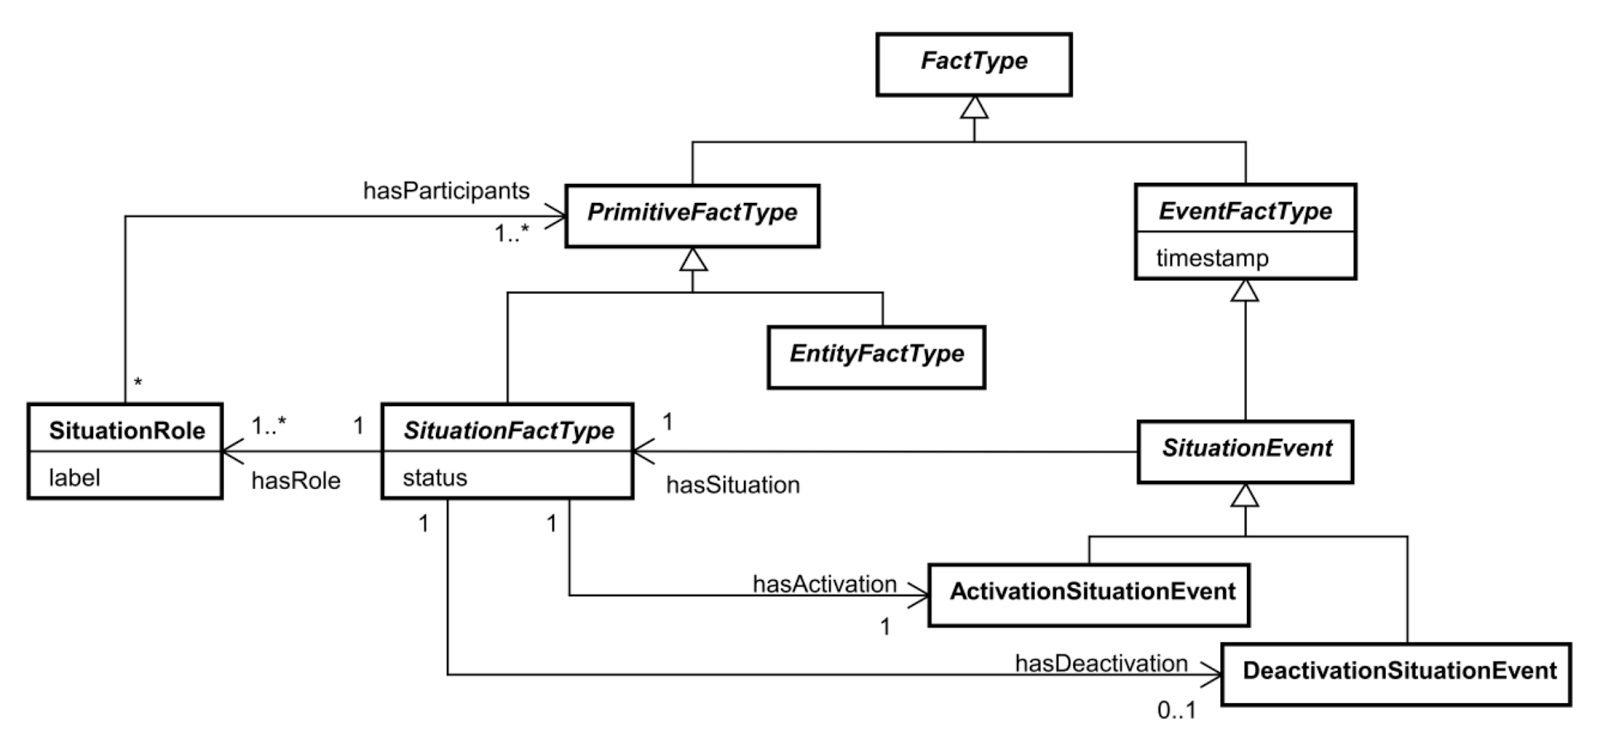 FactType
hasParticipants
1..*
PrimitiveFactType
EventFactType
timestamp
EntityFactType
*
SituationRole
label
1..*
1
hasRole
SituationFactType
status
1
hasSituation
SituationEvent
1
1
hasActivation
1
ActivationSituationEvent
hasDeactivation
0..1
DeactivationSituationEvent